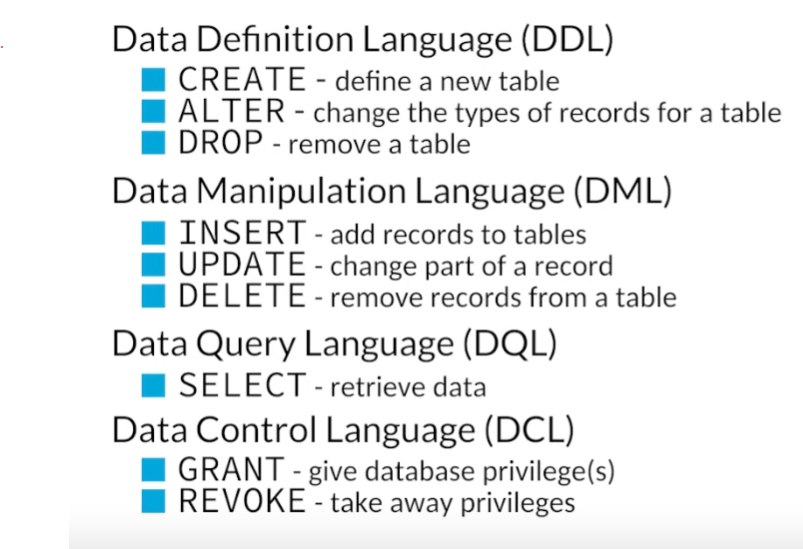 Data Definition Language (DDL)
CREATE - define a new table
ALTER - change the types of records for a table
DROP - remove a table
Data Manipulation Language (DML)
INSERT - add records to tables
UPDATE - change part of a record
DELETE - remove records from a table
Data Query Language (DQL)
SELECT - retrieve data
Data Control Language (DCL)
GRANT - give database privilege(s)
REVOKE - take away privileges